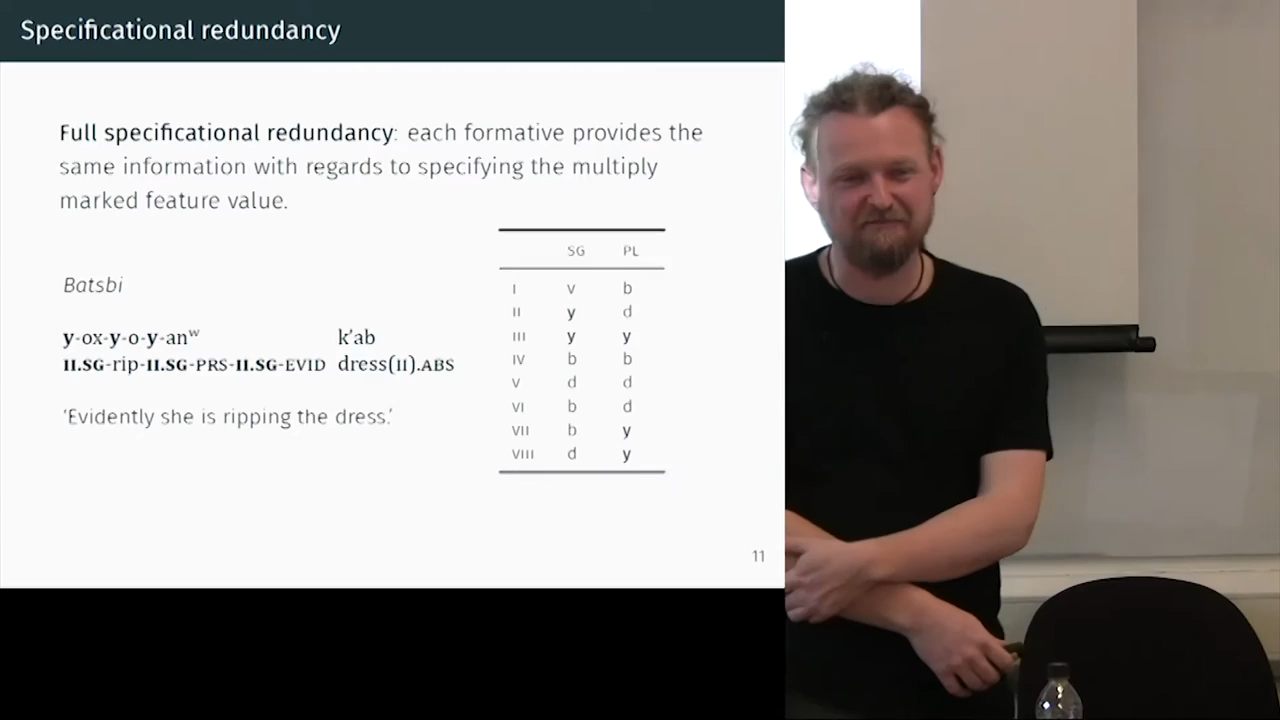 Specificational redundancy
Full specificational redundancy: each formative provides the
same information with regards to specifying the multiply
marked feature value.
Batsbi
y-ox-y-o-y-anʷ k’ab
II.SG-rip-II.SG-PRS-II.SG-EVID dress(II).ABS
‘Evidently she is ripping the dress.’
SG PL
I v b
II y d
III y y
IV b b
V d d
VI b d
VII b y
VIII d y
11